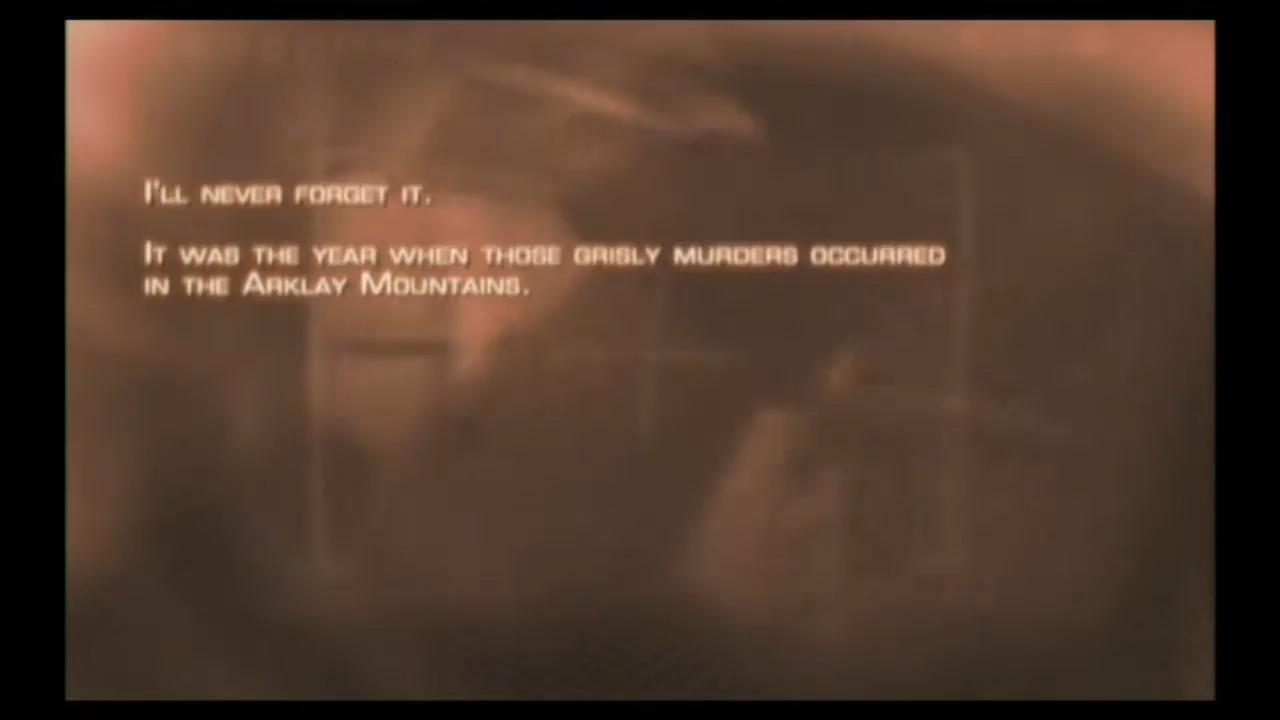 I'll never forget it.
It was the year when those grisly murders occurred
in the Arklay Mountains.